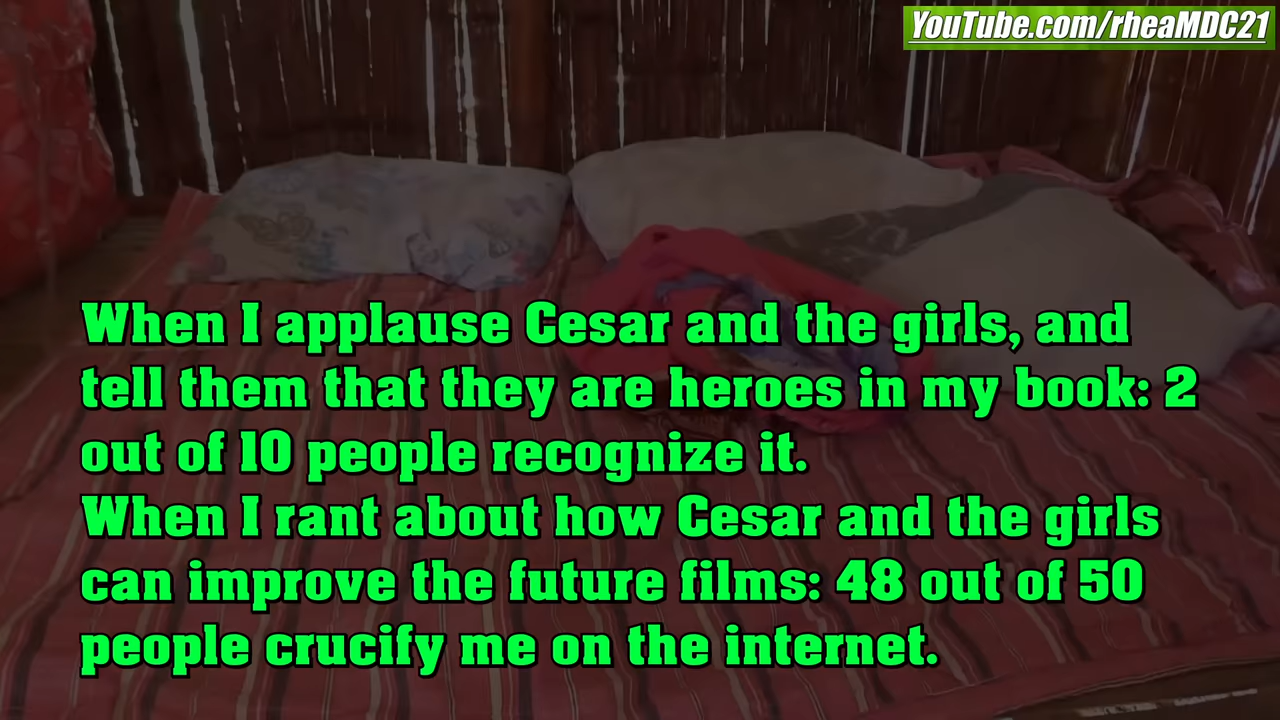 YouTube.com/rheaMDC21
When I applause Cesar and the girls, and
tell them that they are heroes in my book: 2
out of 10 people recognize it.
When I rant about how Cesar and the girls
can improve the future films: 48 out of 50
people crucify me on the internet.